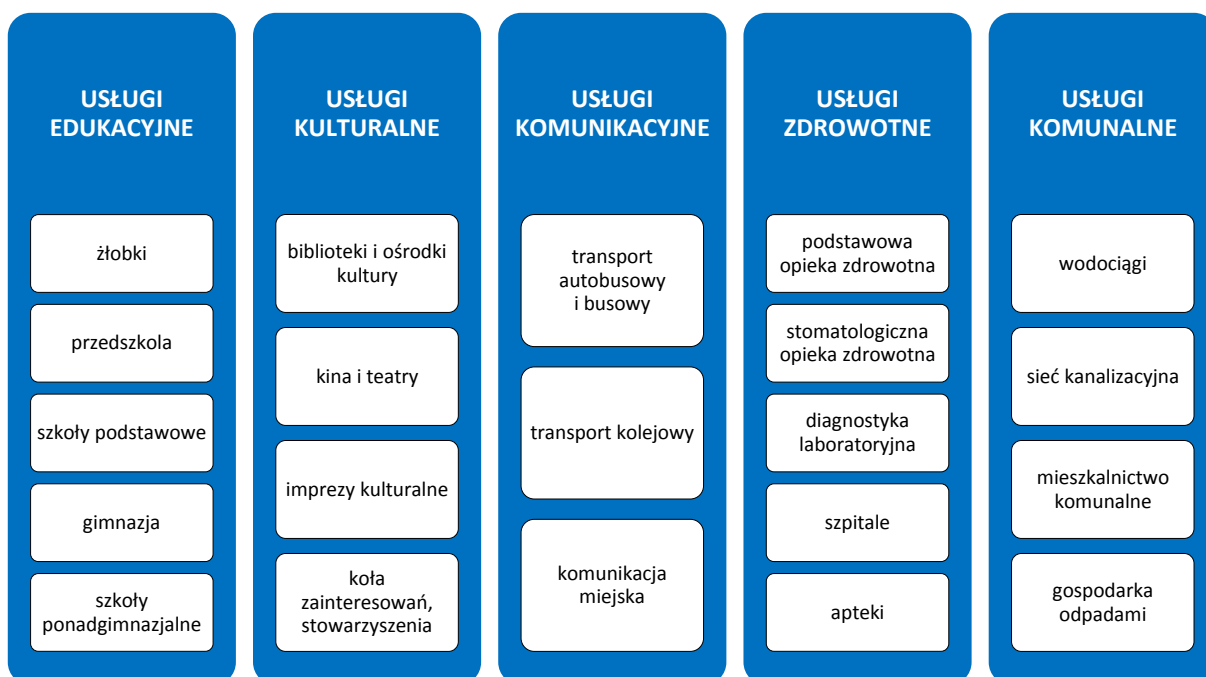 USŁUGI
EDUKACYJNE
żłobki
przedszkola
szkoły podstawowe
gimnazja
szkoły
ponadgimnazjalne
USŁUGI
KULTURALNE
biblioteki i ośrodki
kultury
kina i teatry
imprezy kulturalne
koła
zainteresowań,
stowarzyszenia
USŁUGI
KOMUNIKACYJNE
transport
autobusowy
i busowy
transport kolejowy
komunikacja
miejska
USŁUGI
ZDROWOTNE
podstawowa
opieka zdrowotna
stomatologiczna
opieka zdrowotna
diagnostyka
laboratoryjna
szpitale
apteki
USŁUGI
KOMUNALNE
wodociągi
sieć kanalizacyjna
mieszkalnictwo
komunalne
gospodarka
odpadami